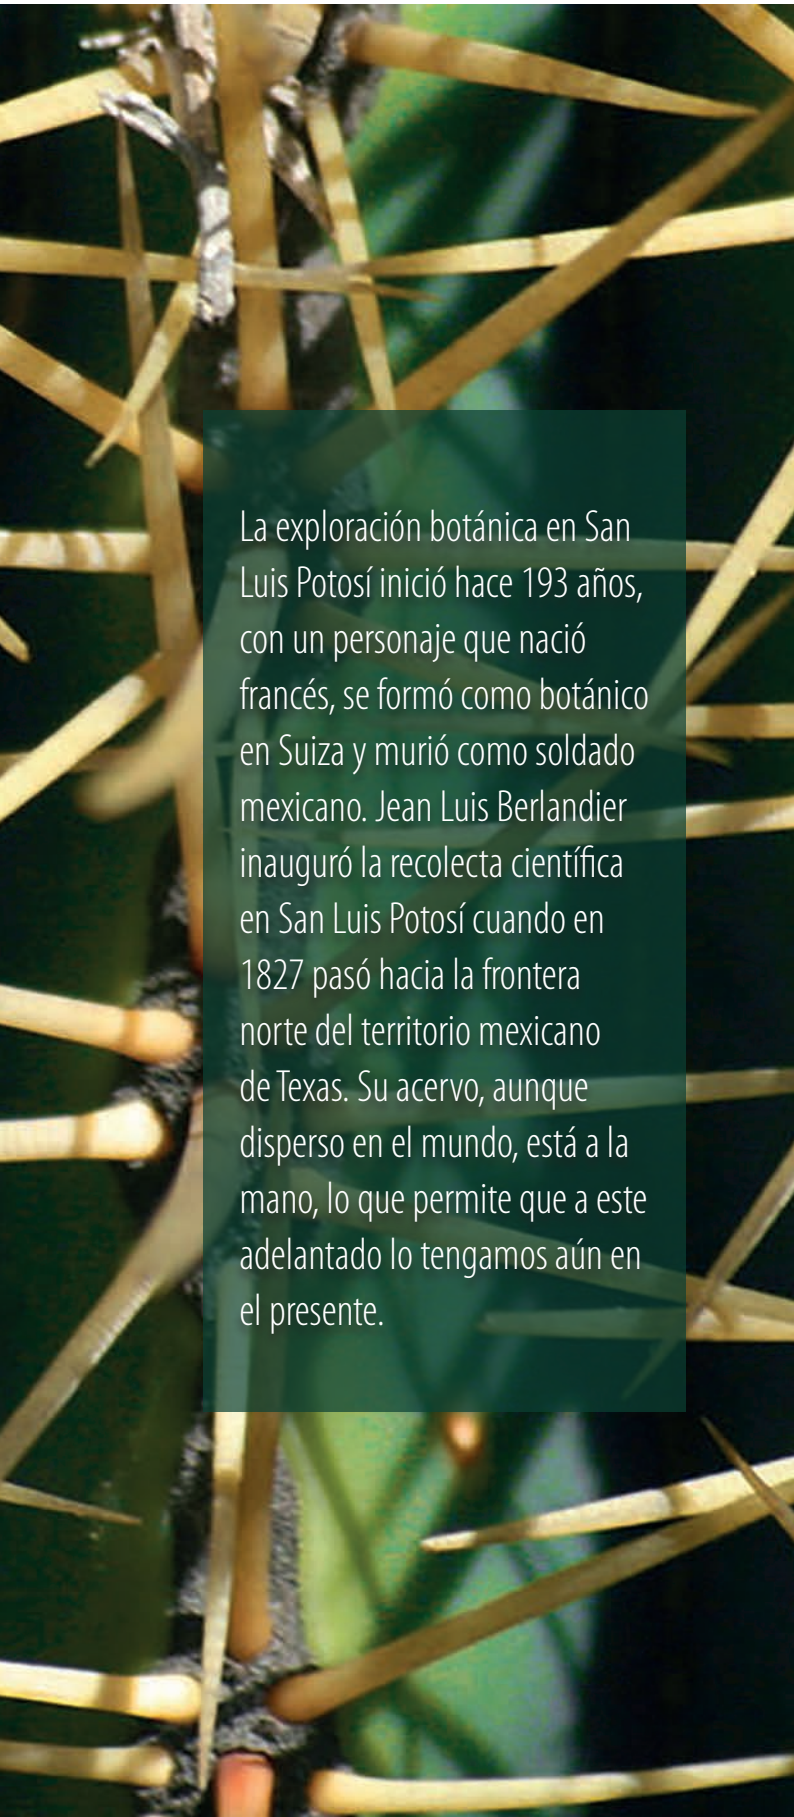 La exploración botánica en San
Luis Potosí inició hace 193 años,
con un personaje que nació
francés, se formó como botánico
en Suiza y murió como soldado
mexicano. Jean Luis Berlandier
inauguró la recolecta científica
en San Luis Potosí cuando en
1827 pasó hacia la frontera
norte del territorio mexicano
de Texas. Su acervo, aunque
disperso en el mundo, está a la
mano, lo que permite que a este
adelantado lo tengamos aún en
el presente.